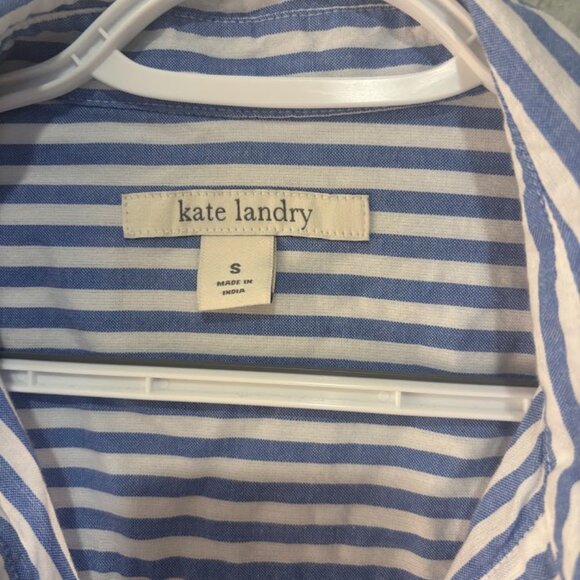 kate landry
S
MADE IN
INDIA